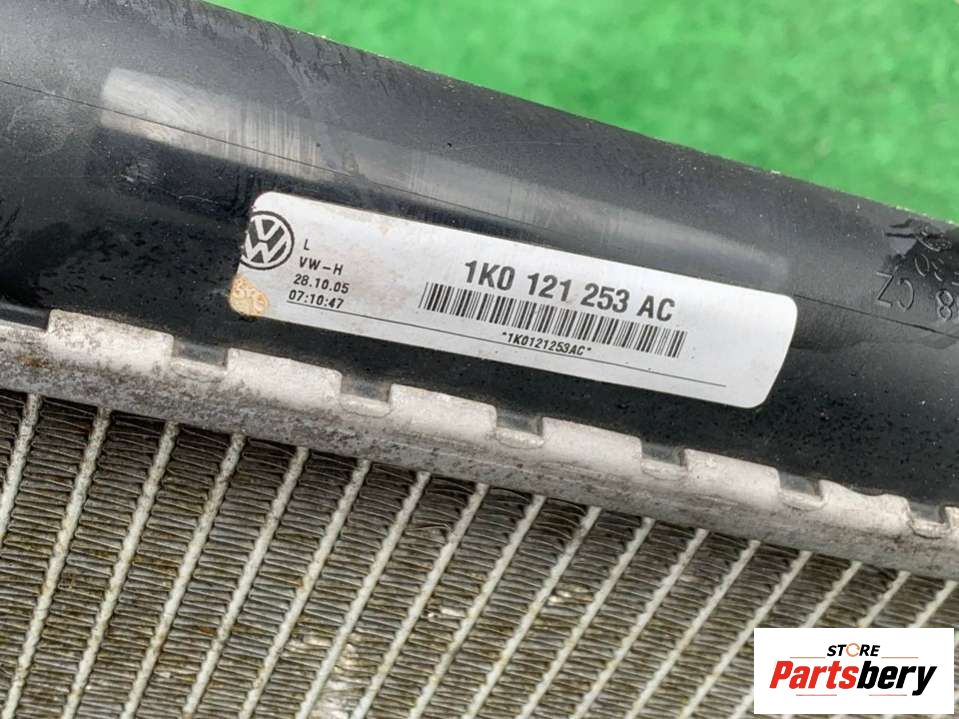 L
VW-H
28.10.05
07:10:47
1K0 121 253 AC
*1K0121253AC*
STORE
Partsbery